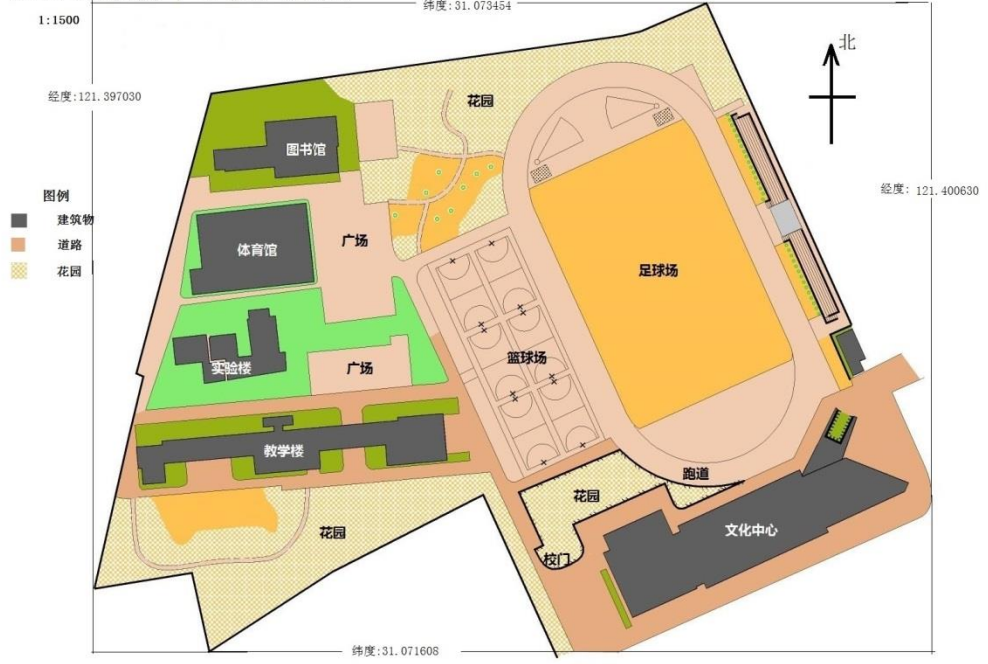 纬度:31.073454
1:1500
北
经度:121.397030
花园
图书馆
经度: 121.400630
图例
建筑物
道路
花园
广场
体育馆
足球场
实验楼
广场
篮球场
教学楼
跑道
花园
花园
文化中心
校门
纬度:31.071608